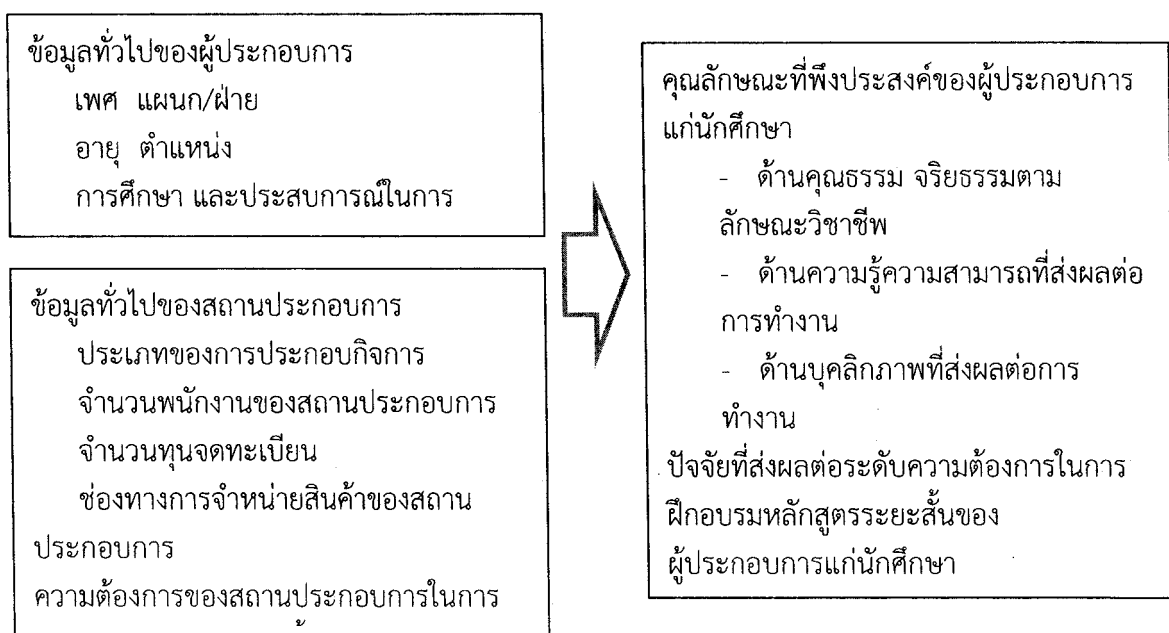 ข้อมูลทั่วไปของผู้ประกอบการ
เพศ แผนก/ฝ่าย
อายุ ตำแหน่ง
การศึกษา และประสบการณ์ในการ
ข้อมูลทั่วไปของสถานประกอบการ
ประเภทของการประกอบกิจการ
จำนวนพนักงานของสถานประกอบการ
จำนวนทุนจดทะเบียน
ช่องทางการจำหน่ายสินค้าของสถาน
ประกอบการ
ความต้องการของสถานประกอบการในการ
คุณลักษณะที่พึงประสงค์ของผู้ประกอบการ
แก่นักศึกษา
- ด้านคุณธรรม จริยธรรมตาม
ลักษณะวิชาชีพ
- ด้านความรู้ความสามารถที่ส่งผลต่อ
การทำงาน
- ด้านบุคลิกภาพที่ส่งผลต่อการ
ทำงาน
ปัจจัยที่ส่งผลต่อระดับความต้องการในการ
ฝึกอบรมหลักสูตรระยะสั้นของ
ผู้ประกอบการแก่นักศึกษา